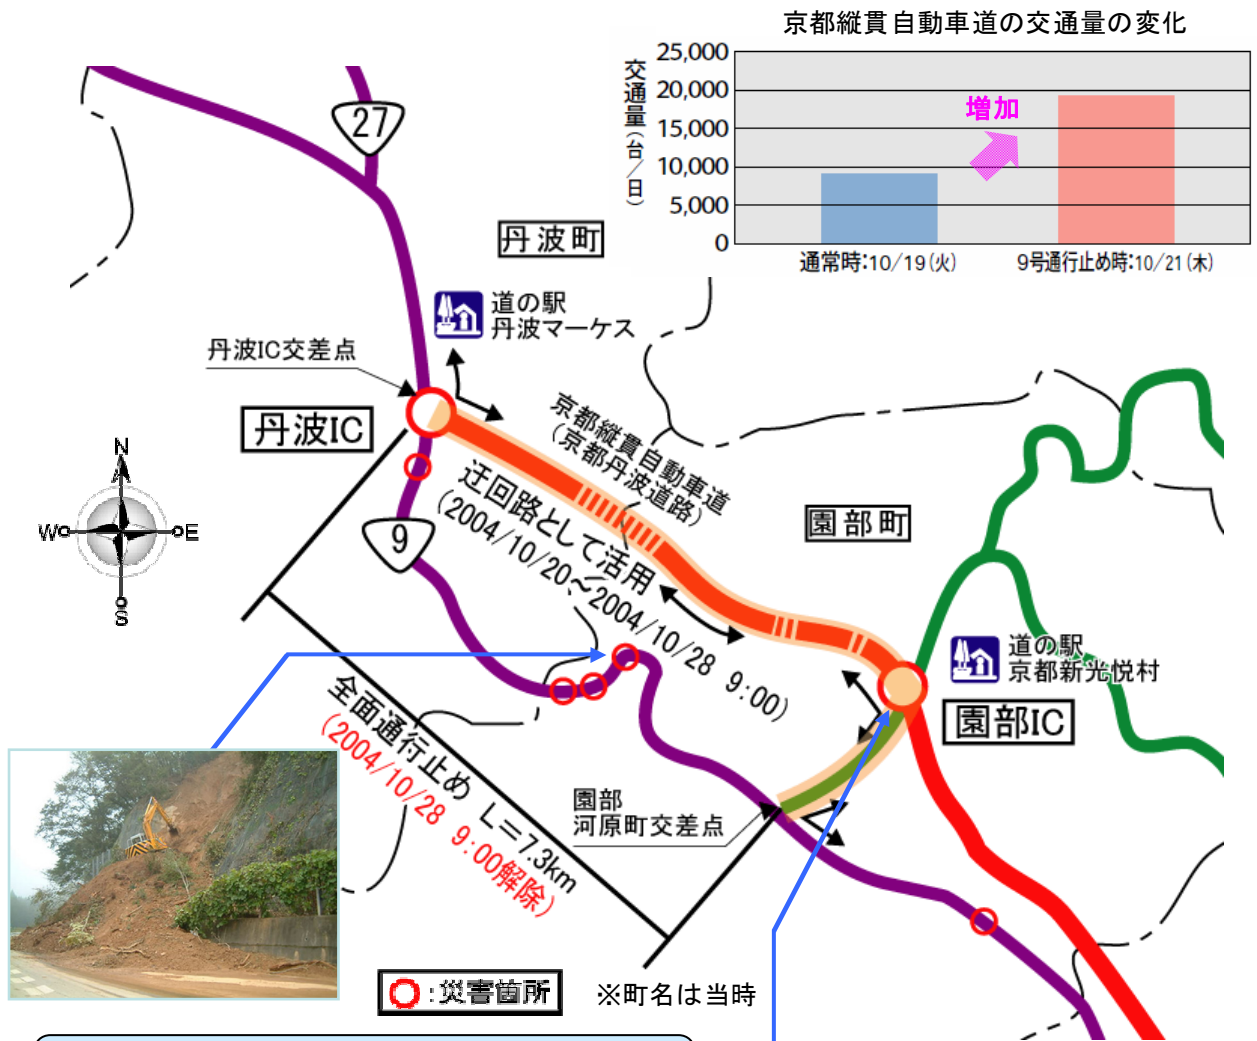 京都縦貫自動車道の交通量の変化
交通量(台/日)
25,000
20,000
15,000
10,000
5,000
0
増加
通常時:10/19(火)
9号通行止め時:10/21(木)
27
丹波町
道の駅
丹波マーケス
丹波IC交差点
丹波IC
京都縦貫自動車道
(京都丹波道路)
迂回路として活用
(2004/10/20~2004/10/28 9:00)
園部町
N
W
E
S
9
道の駅
京都新光悦村
園部IC
全面通行止め L=7.3km
(2004/10/28 9:00解除)
園部
河原町交差点
:災害箇所
※町名は当時